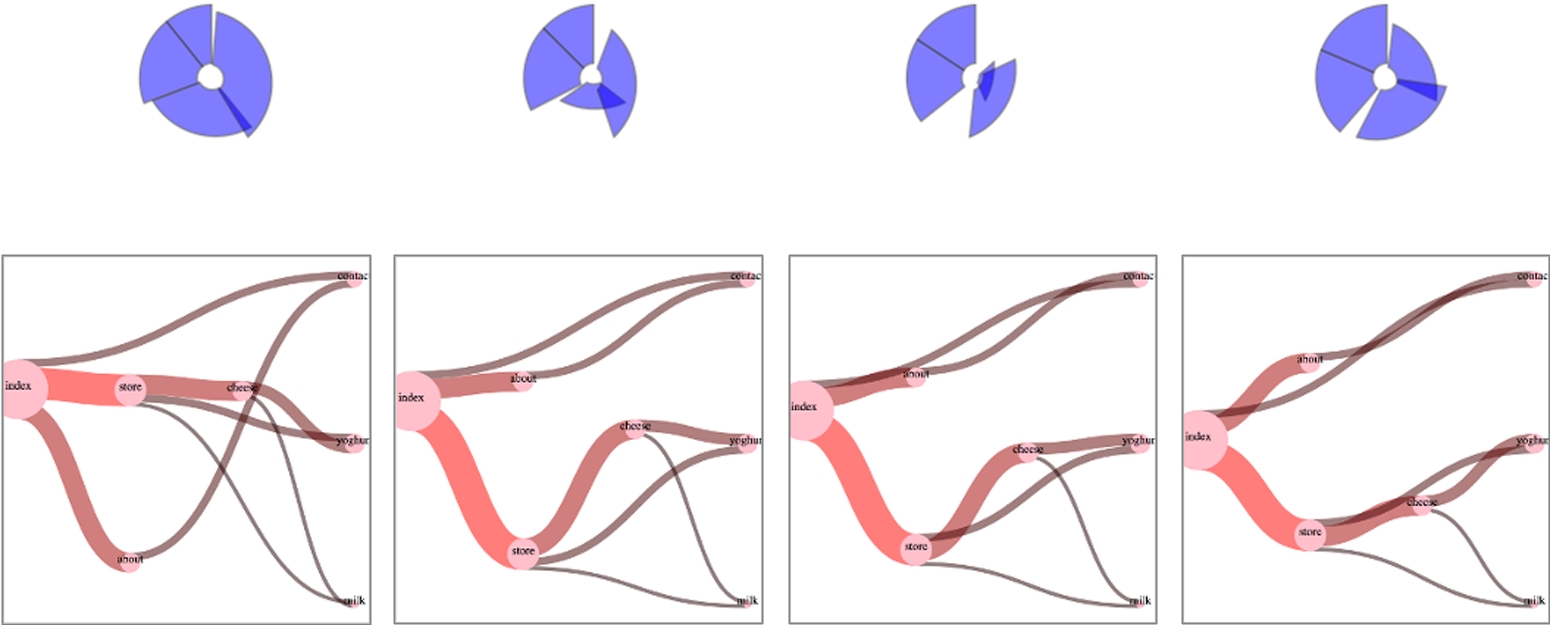 contac
index
store
cheese
yoghur
about
milk
contac
about
index
cheese
yoghur
store
milk
contac
about
index
cheese
yoghur
store
milk
contac
about
index
yoghur
cheese
store
milk